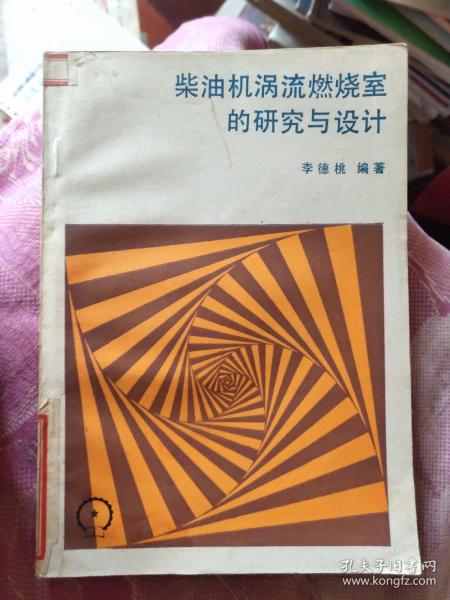 柴油机涡流燃烧室
的研究与设计
李德桃 编著
孔夫子旧书网
www.kongfz.com